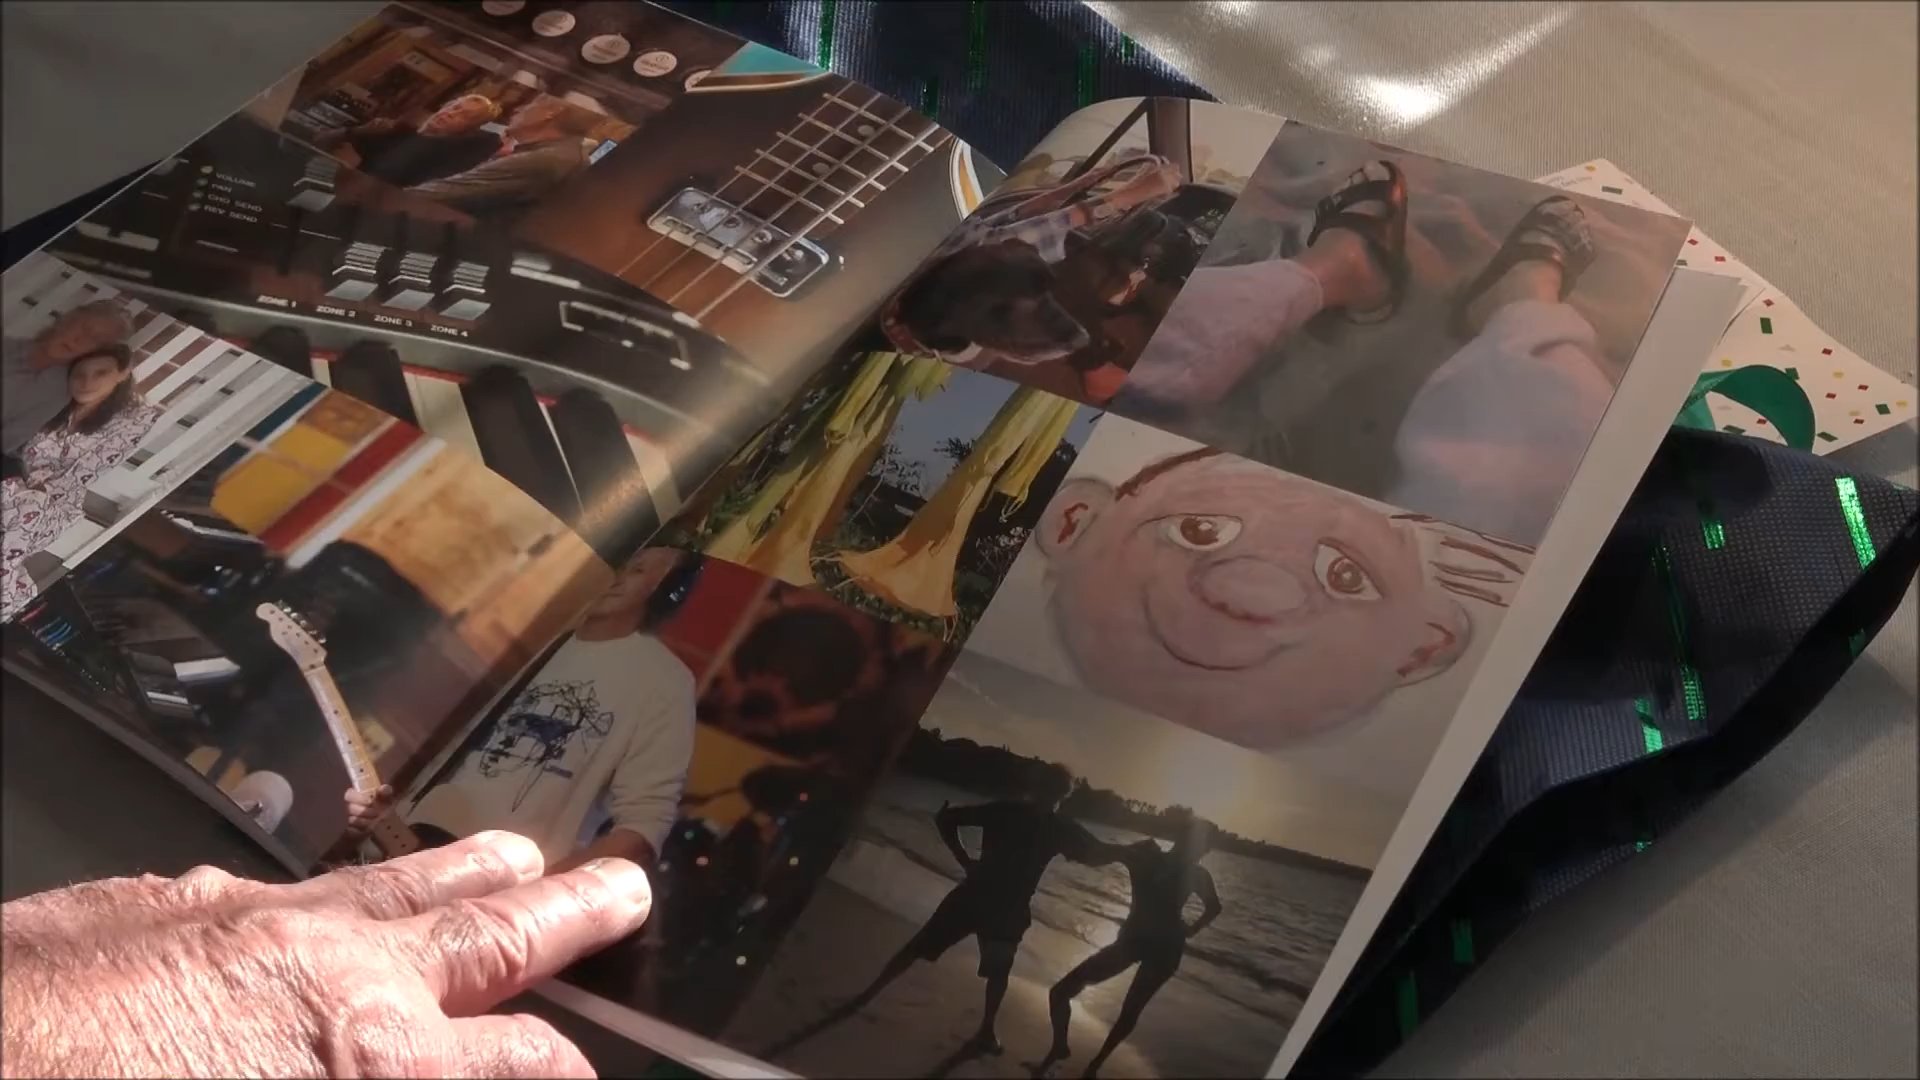 VOLUME
PAN
CHO SEND
REV SEND
ZONE 1
ZONE 2
ZONE 3
ZONE 4